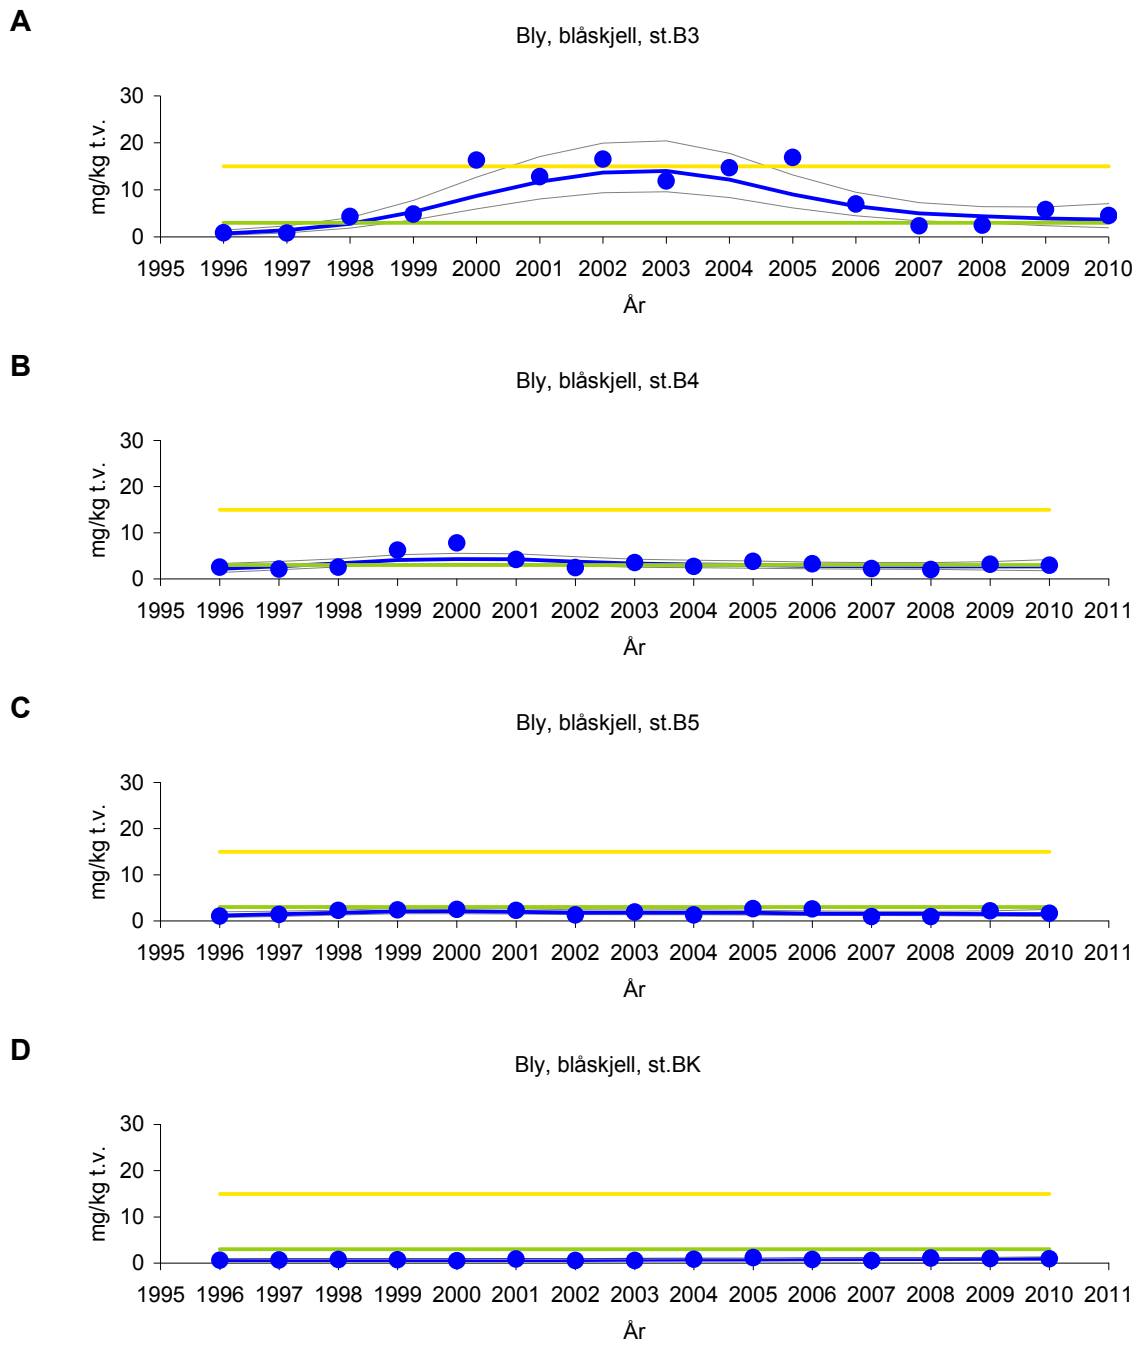 A
Bly, blåskjell, st.B3
mg/kg t.v.
30
20
10
0
1995 1996 1997 1998 1999 2000 2001 2002 2003 2004 2005 2006 2007 2008 2009 2010
År
B
Bly, blåskjell, st.B4
mg/kg t.v.
30
20
10
0
1995 1996 1997 1998 1999 2000 2001 2002 2003 2004 2005 2006 2007 2008 2009 2010 2011
År
C
Bly, blåskjell, st.B5
mg/kg t.v.
30
20
10
0
1995 1996 1997 1998 1999 2000 2001 2002 2003 2004 2005 2006 2007 2008 2009 2010 2011
År
D
Bly, blåskjell, st.BK
mg/kg t.v.
30
20
10
0
1995 1996 1997 1998 1999 2000 2001 2002 2003 2004 2005 2006 2007 2008 2009 2010 2011
År